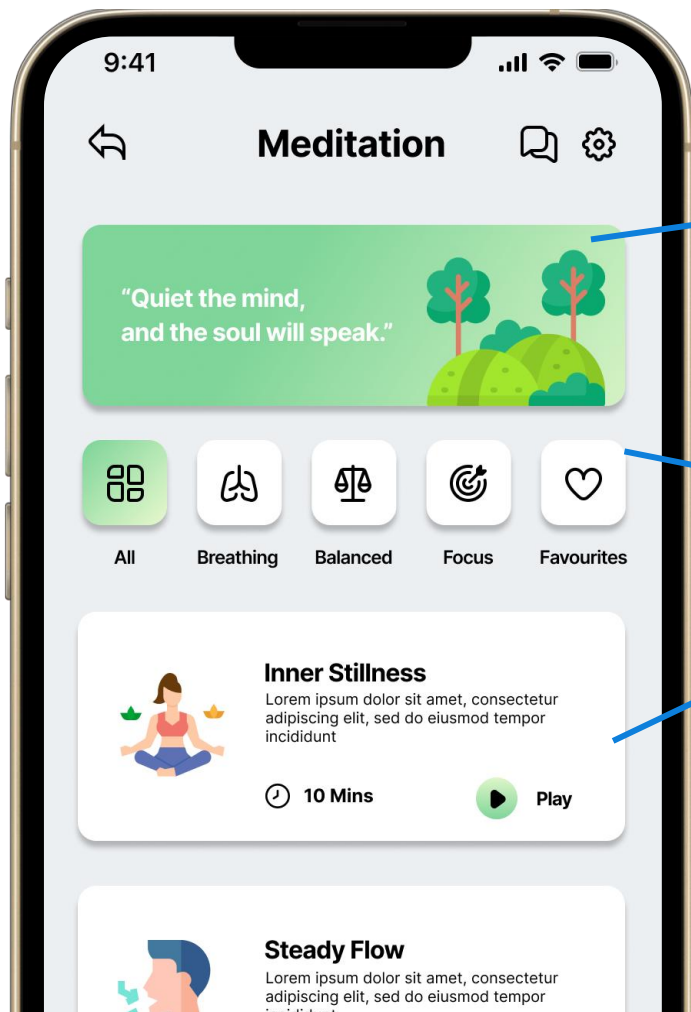 9:41
Meditation
“Quiet the mind,
and the soul will speak.”
All
Breathing
Balanced
Focus
Favourites
Inner Stillness
Lorem ipsum dolor sit amet, consectetur
adipiscing elit, sed do eiusmod tempor
incididunt
10 Mins
Play
Steady Flow
Lorem ipsum dolor sit amet, consectetur
adipiscing elit, sed do eiusmod tempor